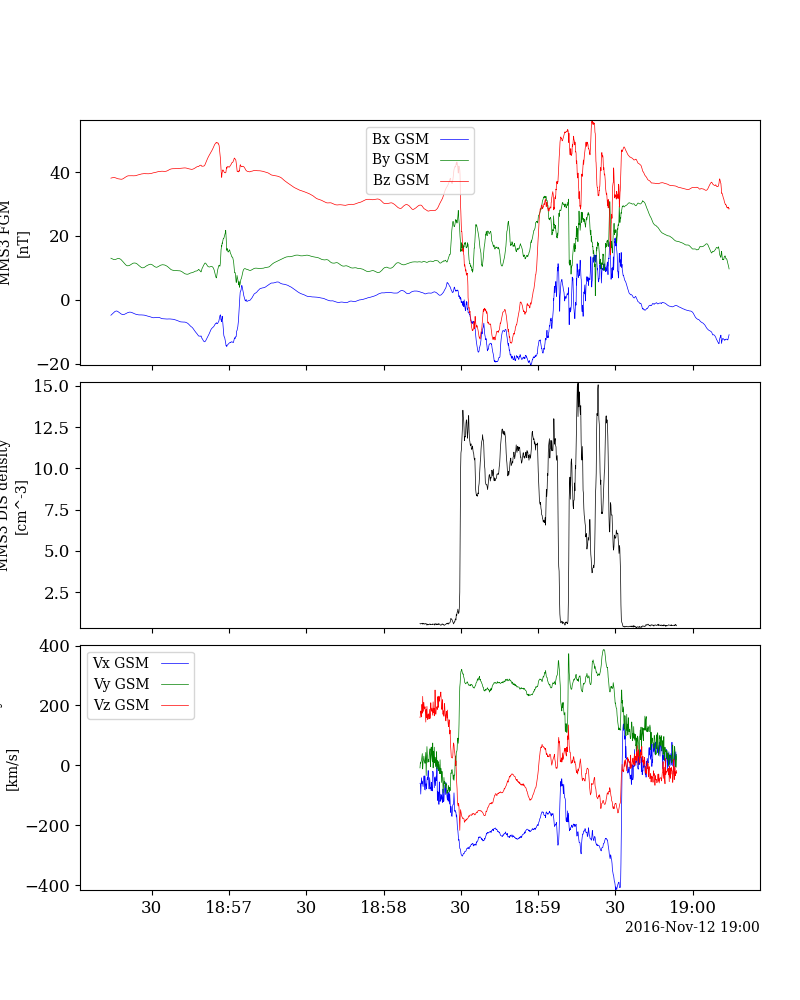 MMS3 FGM
[nT]
40
20
0
−20
Bx GSM
By GSM
Bz GSM
MMS3 DIS density
[cm^-3]
15.0
12.5
10.0
7.5
5.0
2.5
[km/s]
400
200
0
−200
−400
Vx GSM
Vy GSM
Vz GSM
30 18:57 30 18:58 30 18:59 30 19:00
2016-Nov-12 19:00